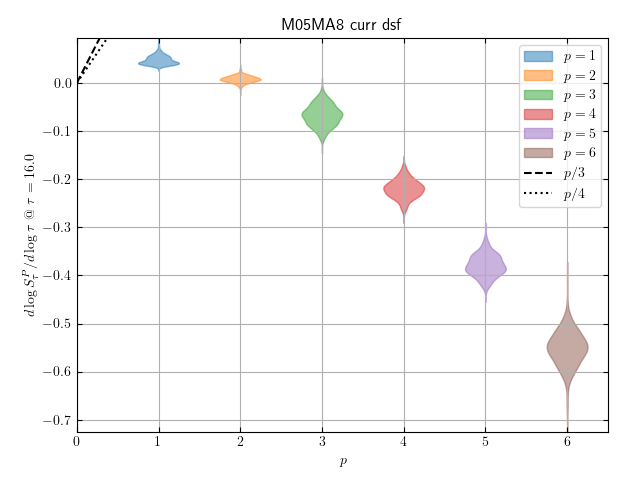 M05MA8 curr dsf
d log S_τ^P / d log τ @ τ = 16.0
0.0
−0.1
−0.2
−0.3
−0.4
−0.5
−0.6
−0.7
0 1 2 3 4 5 6
p
p = 1
p = 2
p = 3
p = 4
p = 5
p = 6
p/3
p/4